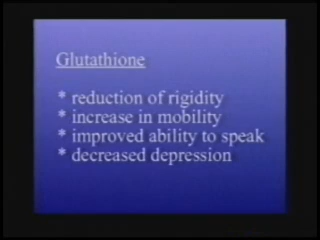 Glutathione
* reduction of rigidity
* increase in mobility
* improved ability to speak
* decreased depression